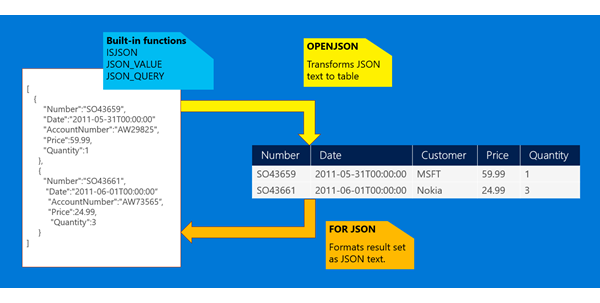 Built-in functions
ISJSON
JSON_VALUE
JSON_QUERY
OPENJSON
Transforms JSON
text to table
[
{
"Number":"SO43659",
"Date":"2011-05-31T00:00:00"
"AccountNumber":"AW29825",
"Price":59.99,
"Quantity":1
},
{
"Number":"SO43661",
"Date":"2011-06-01T00:00:00"
"AccountNumber":"AW73565",
"Price":24.99,
"Quantity":3
}
]
Number Date Customer Price Quantity
SO43659 2011-05-31T00:00:00 MSFT 59.99 1
SO43661 2011-06-01T00:00:00 Nokia 24.99 3
FOR JSON
Formats result set
as JSON text.